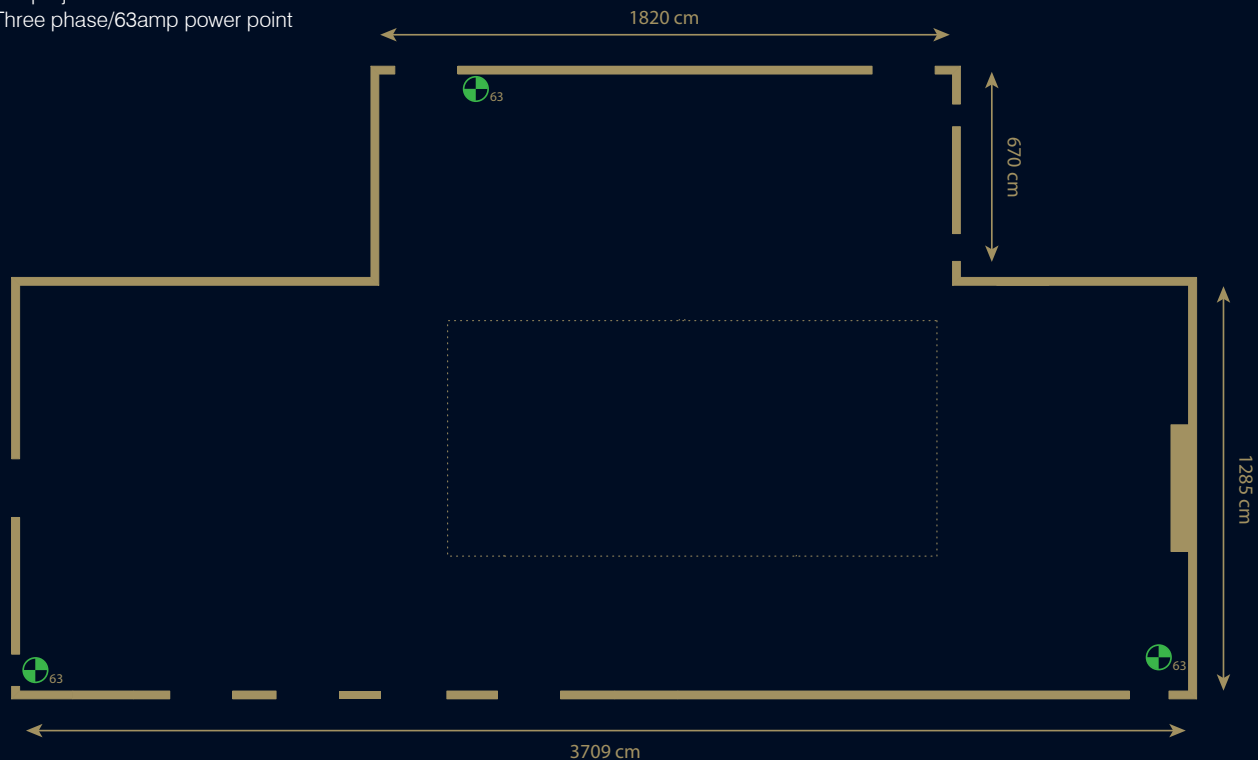 Three phase/63amp power point
1820 cm
63
670 cm
1285 cm
63
63
3709 cm